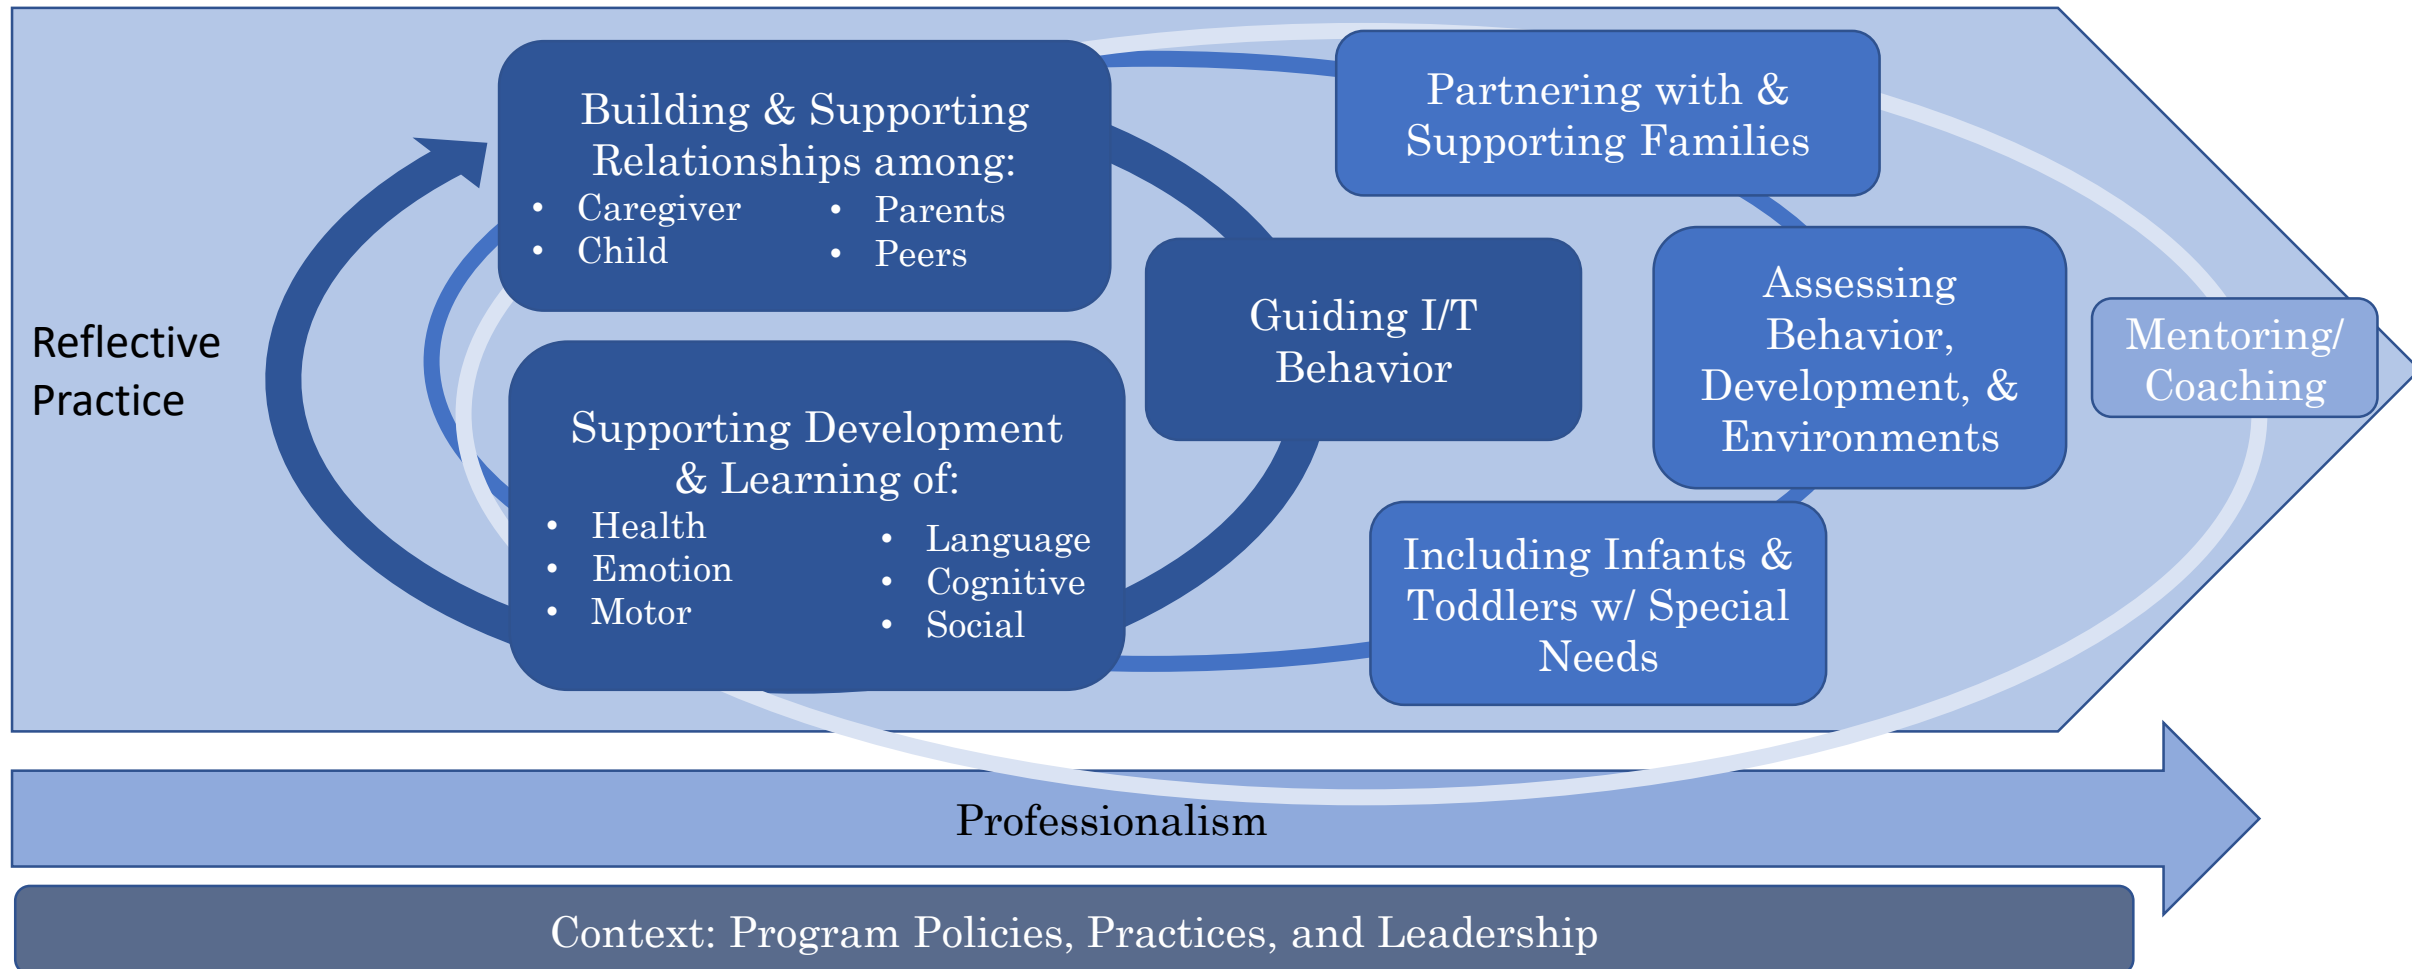 Reflective
Practice
Building & Supporting
Relationships among:
• Caregiver
• Child
• Parents
• Peers
Supporting Development
& Learning of:
• Health
• Emotion
• Motor
• Language
• Cognitive
• Social
Guiding I/T
Behavior
Partnering with &
Supporting Families
Assessing
Behavior,
Development, &
Environments
Including Infants &
Toddlers w/ Special
Needs
Mentoring/
Coaching
Professionalism
Context: Program Policies, Practices, and Leadership